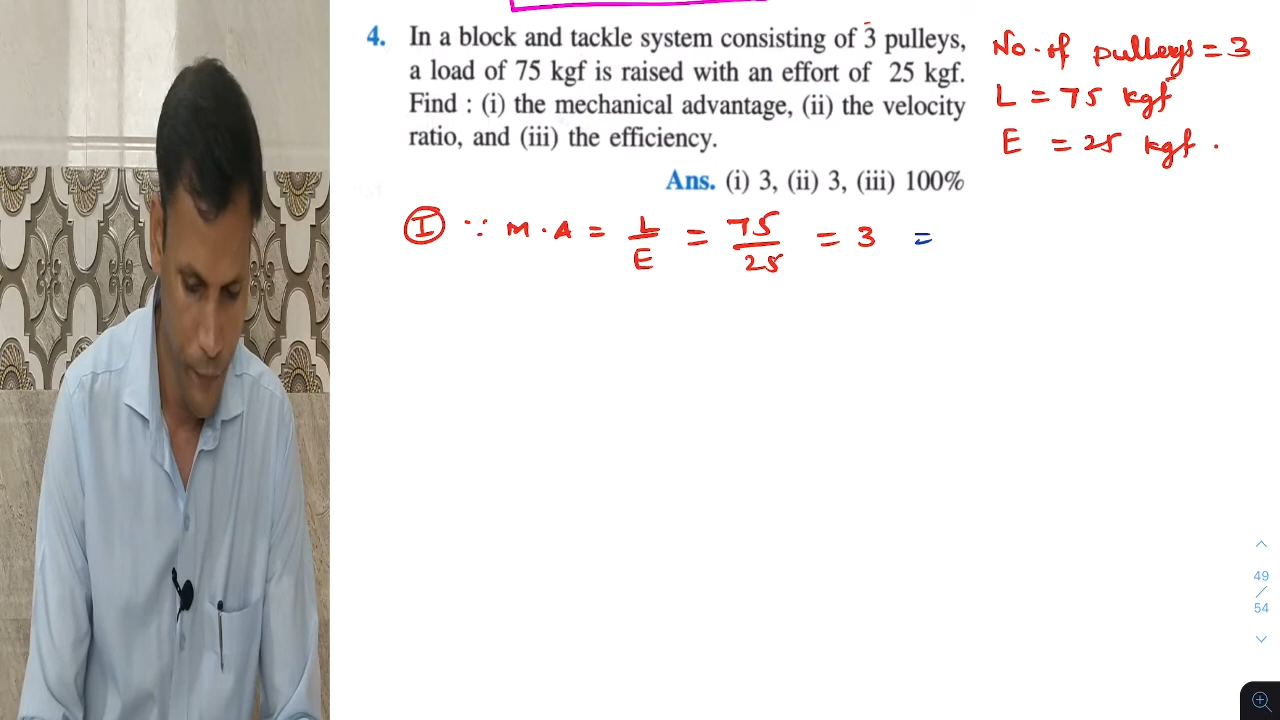 4. In a block and tackle system consisting of 3 pulleys,
a load of 75 kgf is raised with an effort of 25 kgf.
Find : (i) the mechanical advantage, (ii) the velocity
ratio, and (iii) the efficiency.
Ans. (i) 3, (ii) 3, (iii) 100%
No. of pulleys = 3
L = 75 kgf
E = 25 kgf.
I ∵ M.A = L/E = 75/25 = 3 =
49
/
54